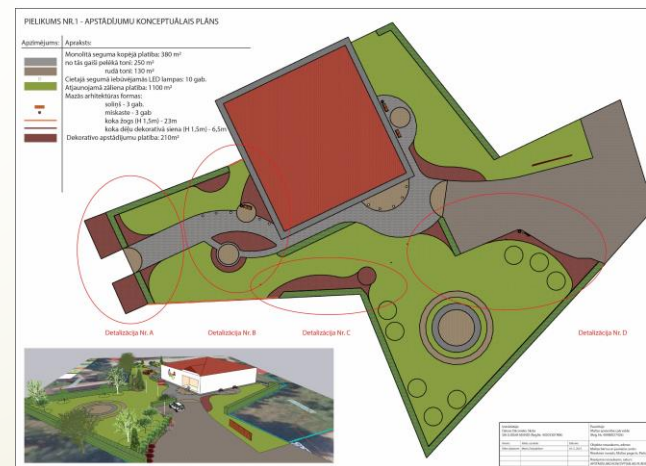 PIELIKUMS NR.1 - APSTĀDĪJUMU KONCEPTUĀLAIS PLĀNS
Apzīmējums: Apraksts:
Monolītā seguma kopējā platība: 380 m²
no tās gaiši pelēkā tonī: 250 m²
rudā tonī: 130 m²
Cietajā segumā iebūvējamās LED lampas: 10 gab.
Atjaunojamā zāliena platība: 1100 m²
Mazās arhitektūras formas:
soliņš - 3 gab.
miskaste - 3 gab
koka žogs (H 1,5m) - 23m
koka dēļu dekoratīvā siena (H 1,5m) - 6,5m
Dekoratīvo apstādījumu platība: 210m²
Detalizācija Nr. A
Detalizācija Nr. B
Detalizācija Nr. C
Detalizācija Nr. D